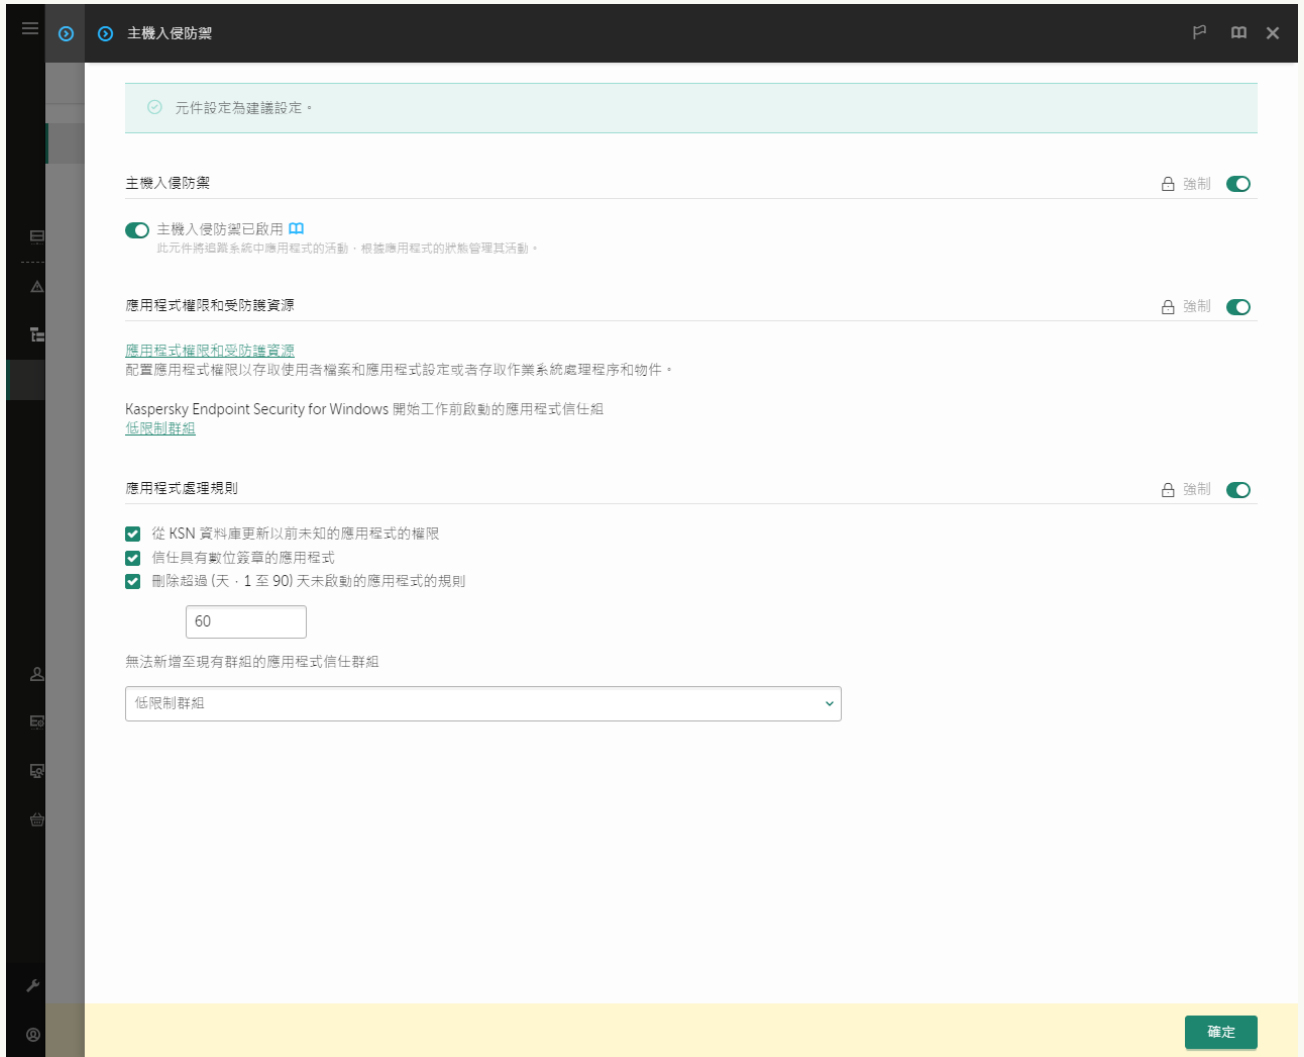 主機入侵防禦
元件設定為建議設定。
主機入侵防禦
強制
主機入侵防禦已啟用
此元件將追蹤系統中應用程式的活動，根據應用程式的狀態管理其活動。
應用程式權限和受防護資源
強制
應用程式權限和受防護資源
配置應用程式權限以存取使用者檔案和應用程式設定或者存取作業系統處理程序和物件。
Kaspersky Endpoint Security for Windows 開始工作前啟動的應用程式信任組
低限制群組
應用程式處理規則
強制
從 KSN 資料庫更新以前未知的應用程式的權限
信任具有數位簽章的應用程式
刪除超過 (天，1 至 90) 天未啟動的應用程式的規則
60
無法新增至現有群組的應用程式信任群組
低限制群組
確定